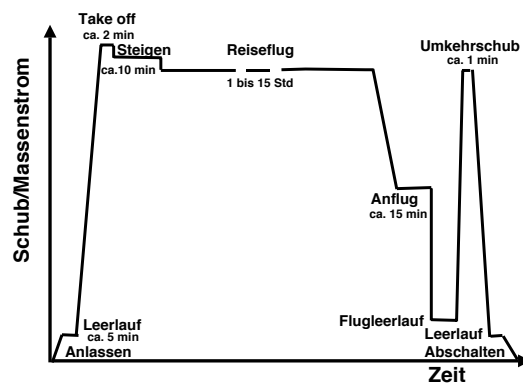 Take off
ca. 2 min
Steigen
ca.10 min
Reiseflug
1 bis 15 Std
Umkehrschub
ca. 1 min
Anflug
ca. 15 min
Schub/Massenstrom
Leerlauf
ca. 5 min
Anlassen
Flugleerlauf
Leerlauf
Abschalten
Zeit